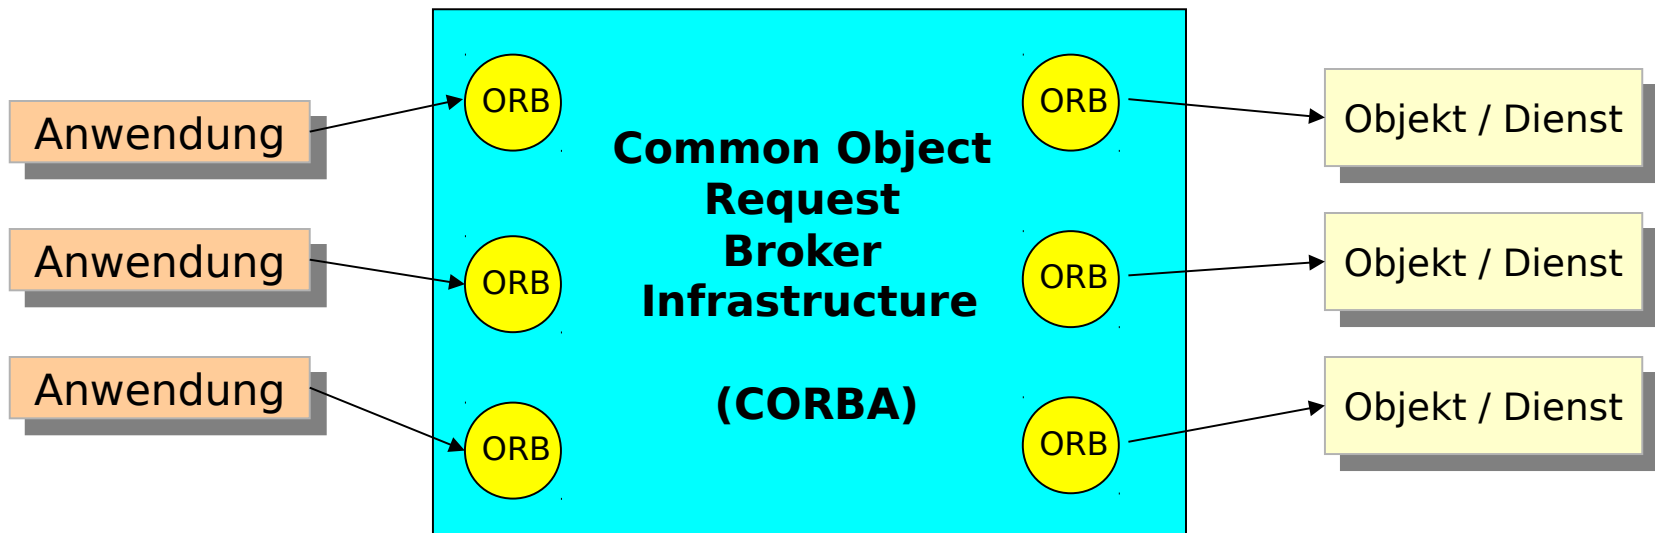 Anwendung
Anwendung
Anwendung
ORB
ORB
ORB
Common Object
Request
Broker
Infrastructure
(CORBA)
ORB
ORB
ORB
Objekt / Dienst
Objekt / Dienst
Objekt / Dienst